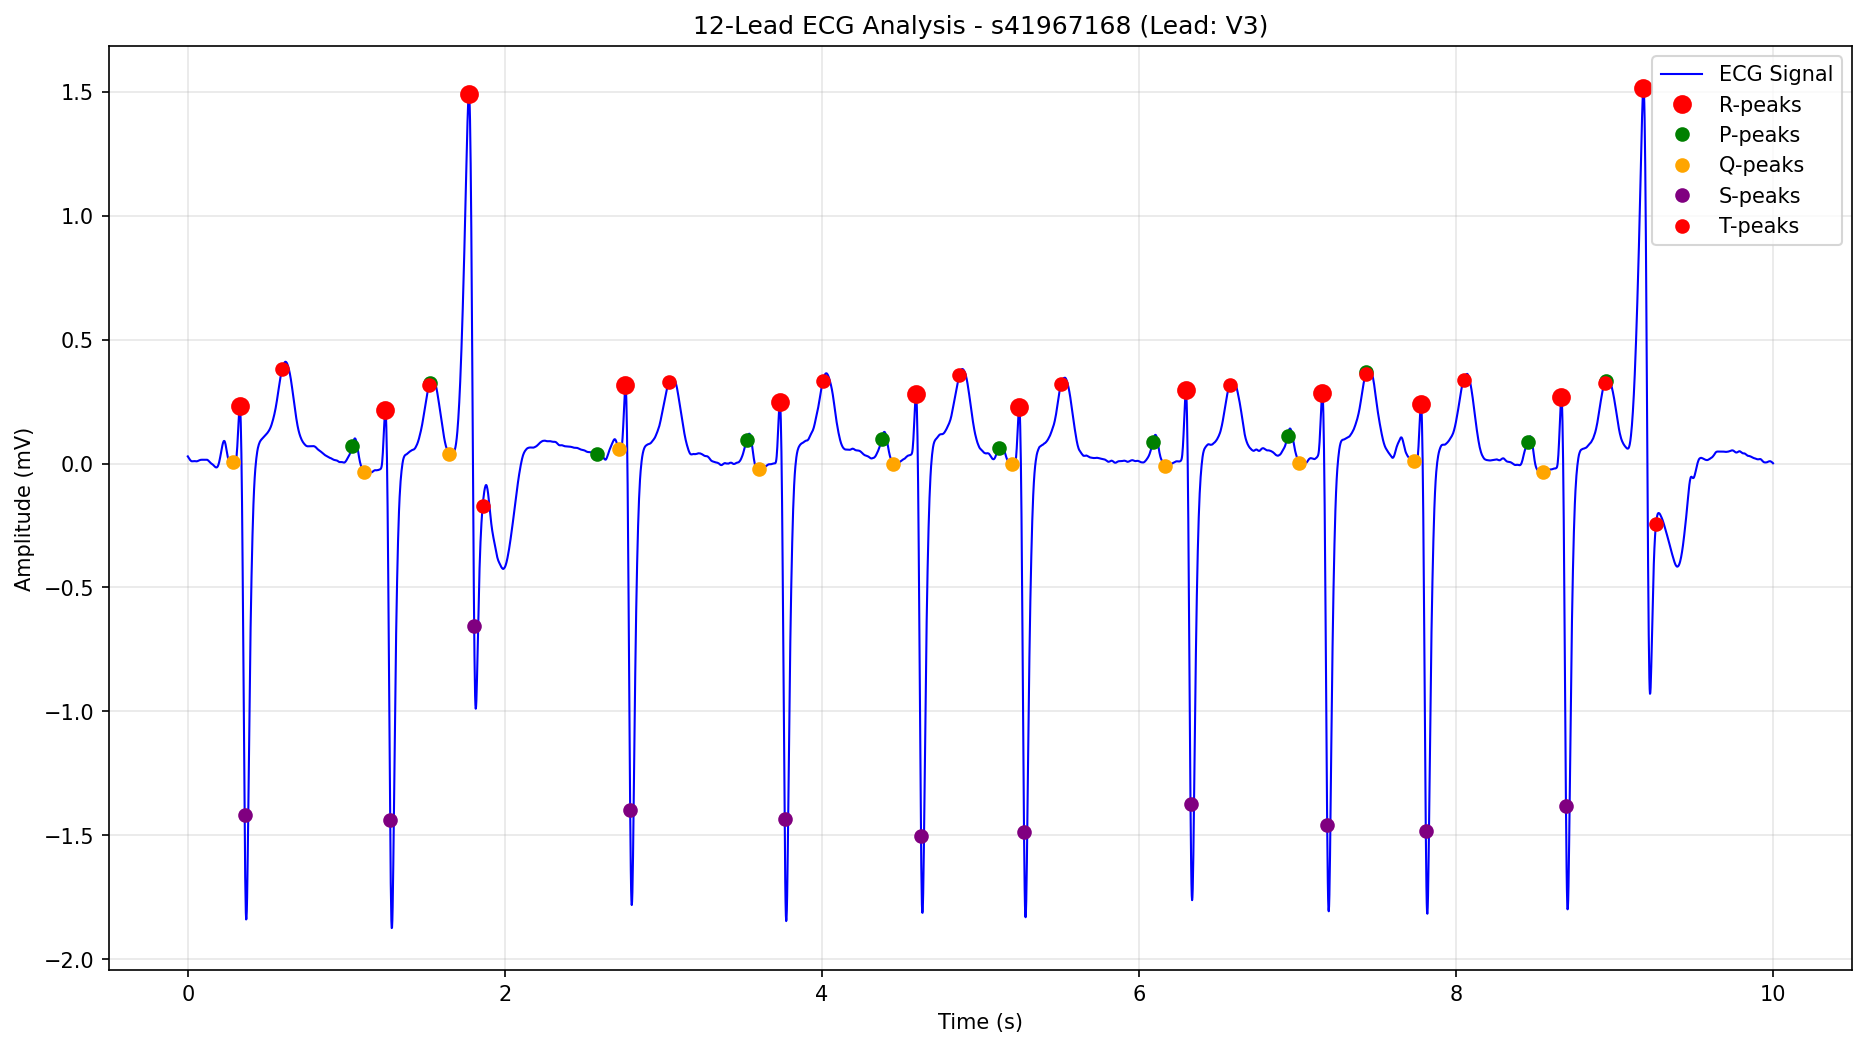 12-Lead ECG Analysis - s41967168 (Lead: V3)
ECG Signal
R-peaks
P-peaks
Q-peaks
S-peaks
T-peaks
Amplitude (mV)
1.5
1.0
0.5
0.0
−0.5
−1.0
−1.5
−2.0
0 2 4 6 8 10
Time (s)